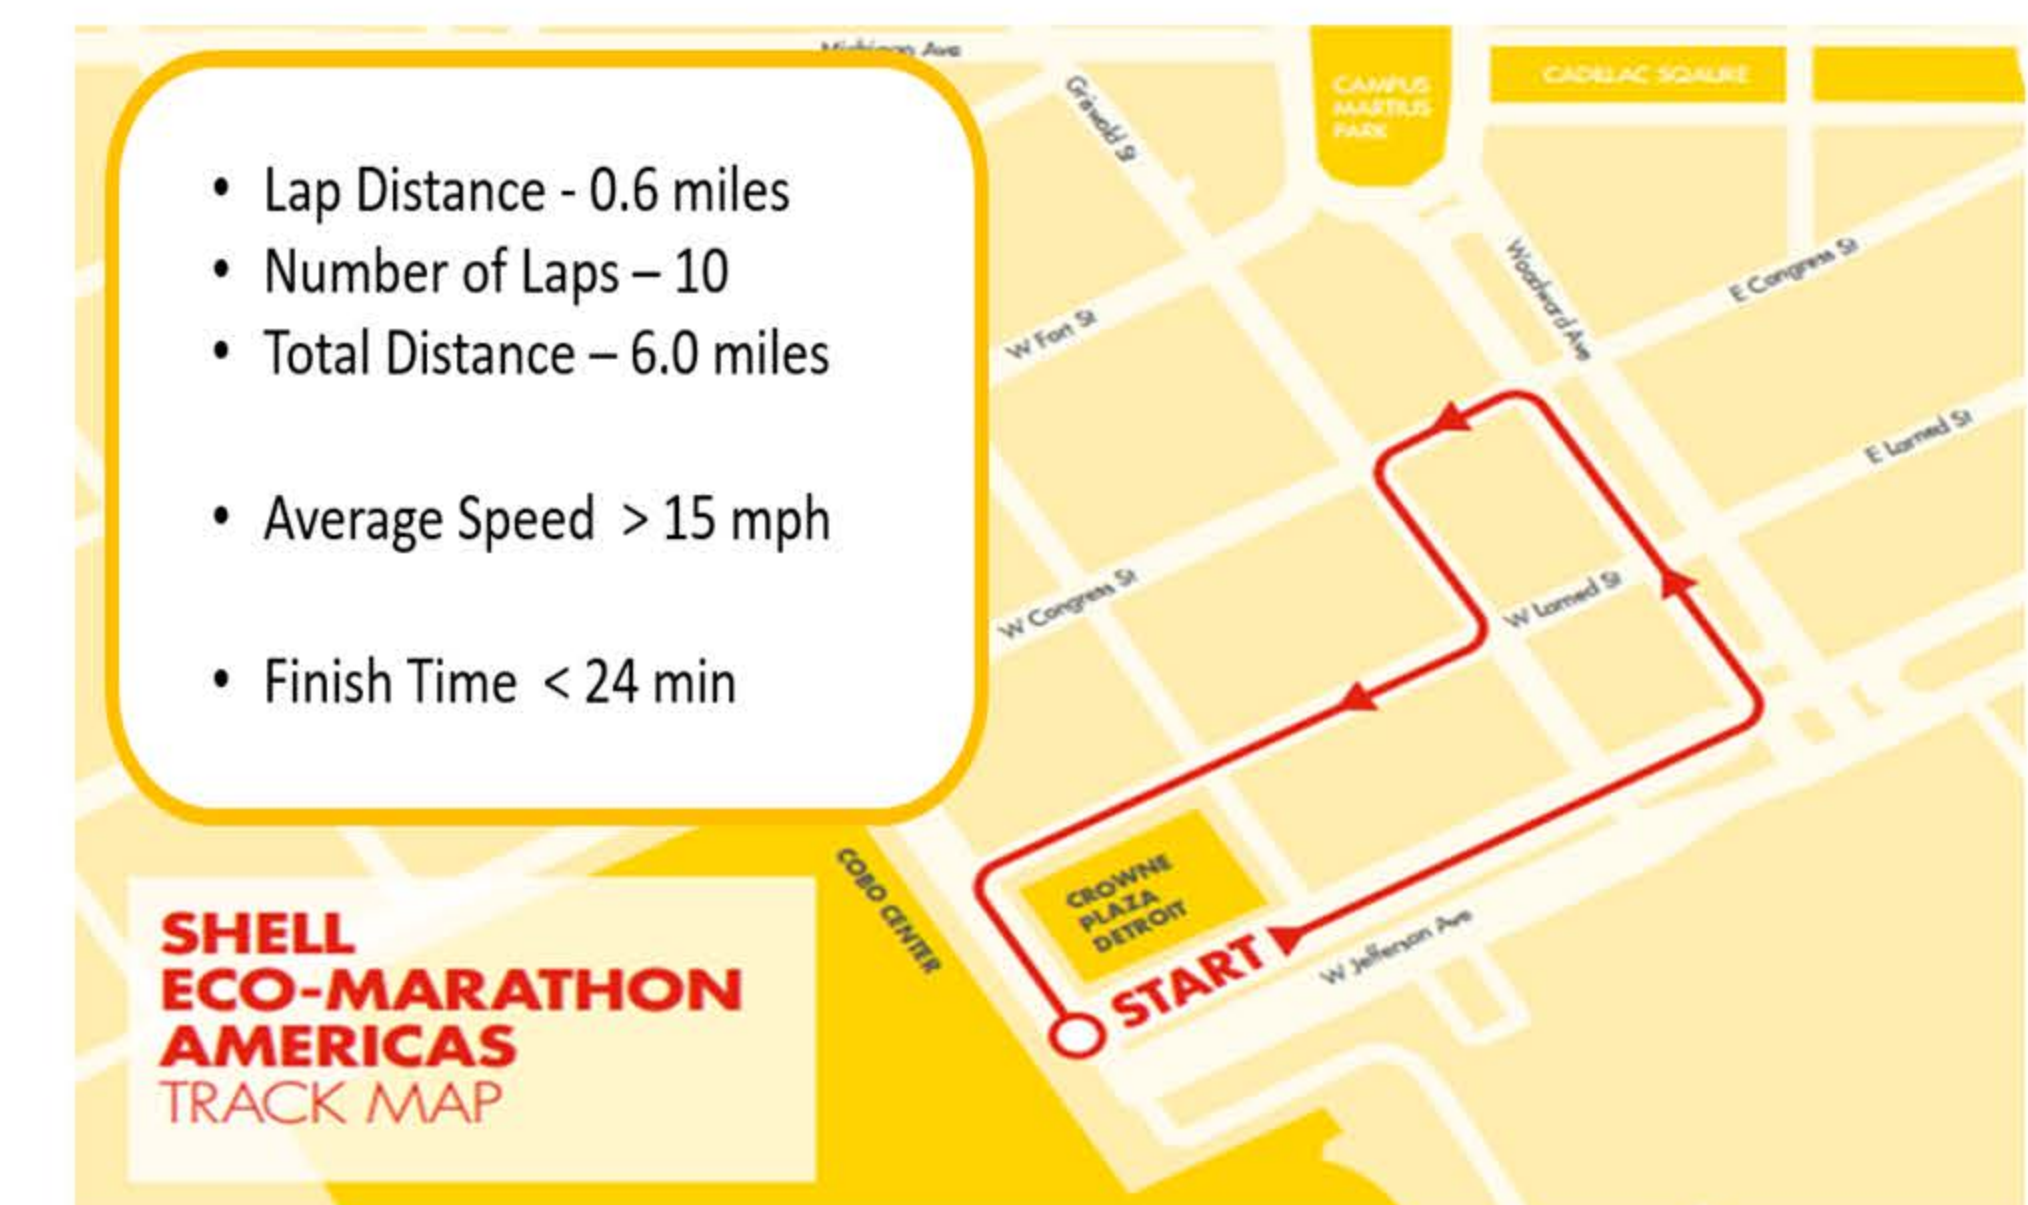 Michigan Ave
• Lap Distance - 0.6 miles
• Number of Laps – 10
• Total Distance – 6.0 miles
• Average Speed > 15 mph
• Finish Time < 24 min
Griswold St
CAMPUS
MARTIUS
PARK
CADILLAC SQAURE
Woodward Ave
E Congress St
W Fort St
E Larned St
W Congress St
W Larned St
COBO CENTER
CROWNE
PLAZA
DETROIT
START
W Jefferson Ave
SHELL
ECO-MARATHON
AMERICAS
TRACK MAP